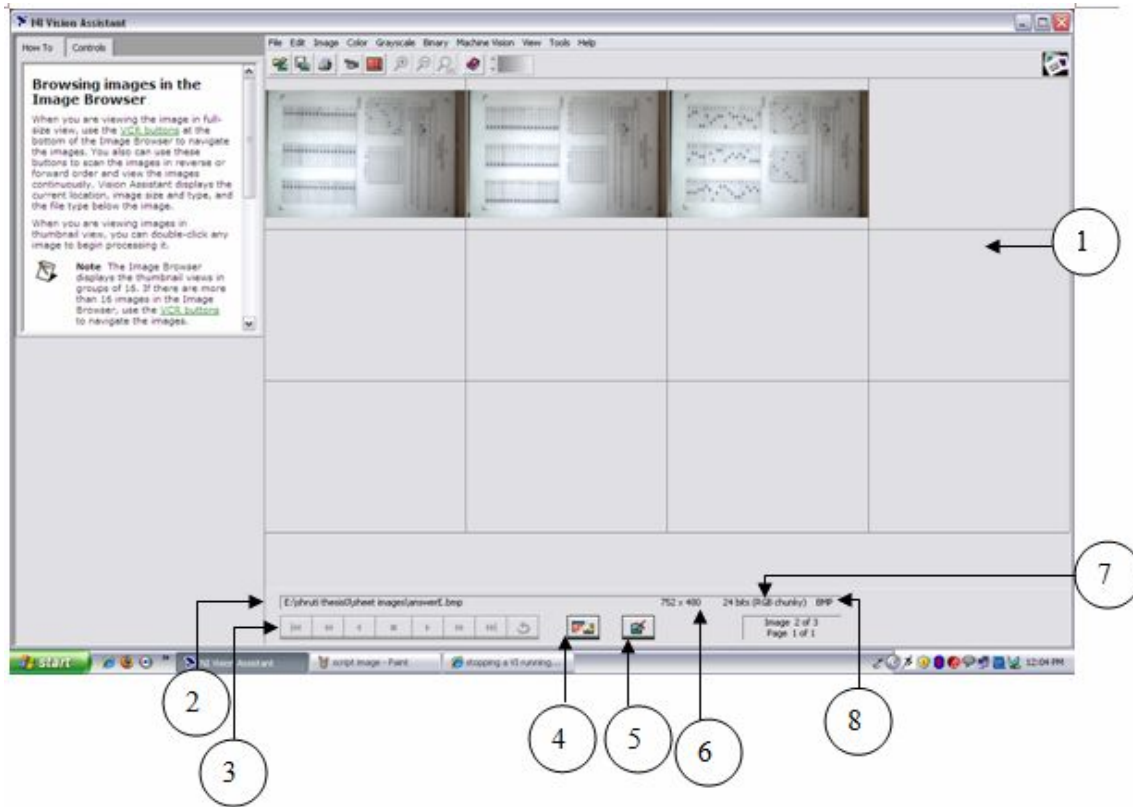 NI Vision Assistant
How To Controls
File Edit Image Color Grayscale Binary Machine Vision View Tools Help
Browsing images in the
Image Browser
When you are viewing the image in full-
size view, use the VCR buttons at the
bottom of the Image Browser to navigate
the images. You also can use these
buttons to scan the images in reverse or
forward order and view the images
continuously. Vision Assistant displays the
current location, image size and type, and
the file type below the image.
When you are viewing images in
thumbnail view, you can double-click any
image to begin processing it.
Note The Image Browser
displays the thumbnail views in
groups of 16. If there are more
than 16 images in the Image
Browser, use the VCR buttons
to navigate the images.
1
7
752 x 480 24 bits (RGB chunky) BMP
Image 2 of 3
Page 1 of 1
start NI Vision Assistant script image - Paint stopping a VI running... 12:04 PM
2
3
4
5
6
8